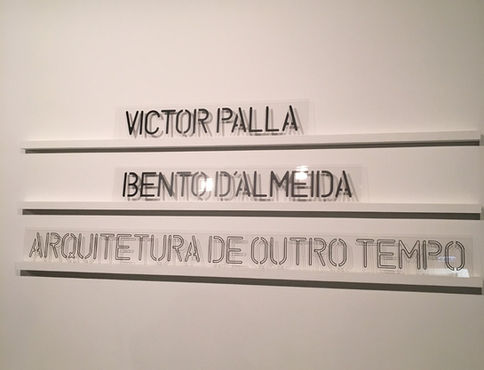 VICTOR PALLA
BENTO D'ALMEIDA
ARQUITETURA DE OUTRO TEMPO